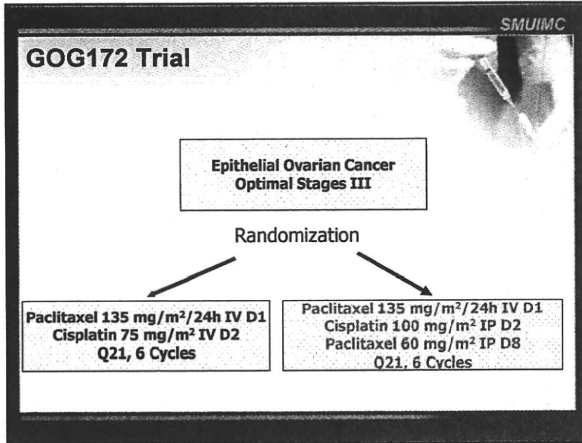 SMUIMC
GOG172 Trial
Epithelial Ovarian Cancer
Optimal Stages III
Randomization
Paclitaxel 135 mg/m²/24h IV D1
Cisplatin 75 mg/m² IV D2
Q21, 6 Cycles
Paclitaxel 135 mg/m²/24h IV D1
Cisplatin 100 mg/m² IP D2
Paclitaxel 60 mg/m² IP D8
Q21, 6 Cycles